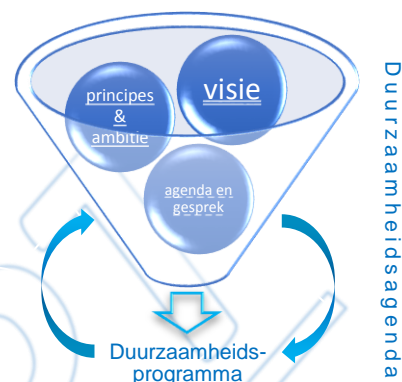 visie
principes
&
ambitie
agenda en
gesprek
Duurzaamheids-
programma
Duurzaamheidsagenda